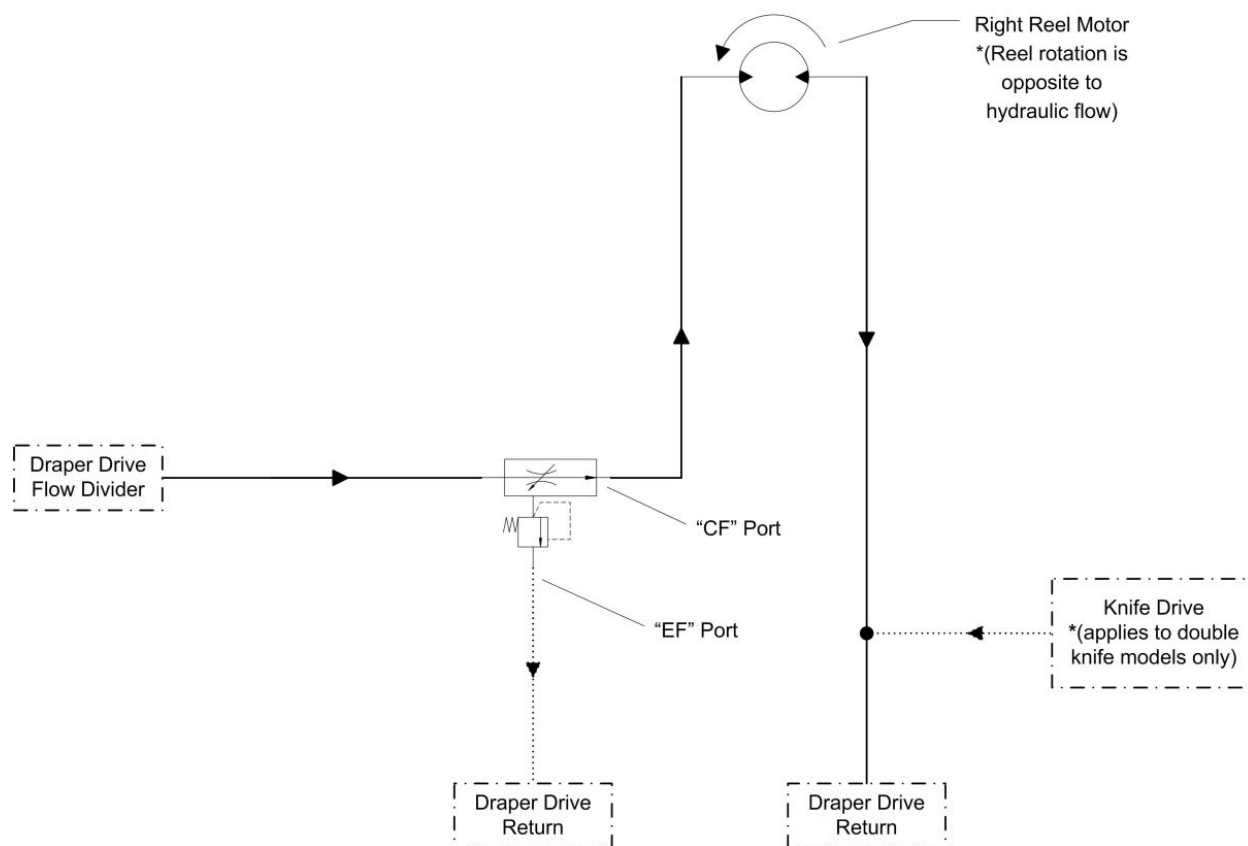 Right Reel Motor
*(Reel rotation is
opposite to
hydraulic flow)
Draper Drive
Flow Divider
“CF” Port
“EF” Port
Knife Drive
*(applies to double
knife models only)
Draper Drive
Return
Draper Drive
Return